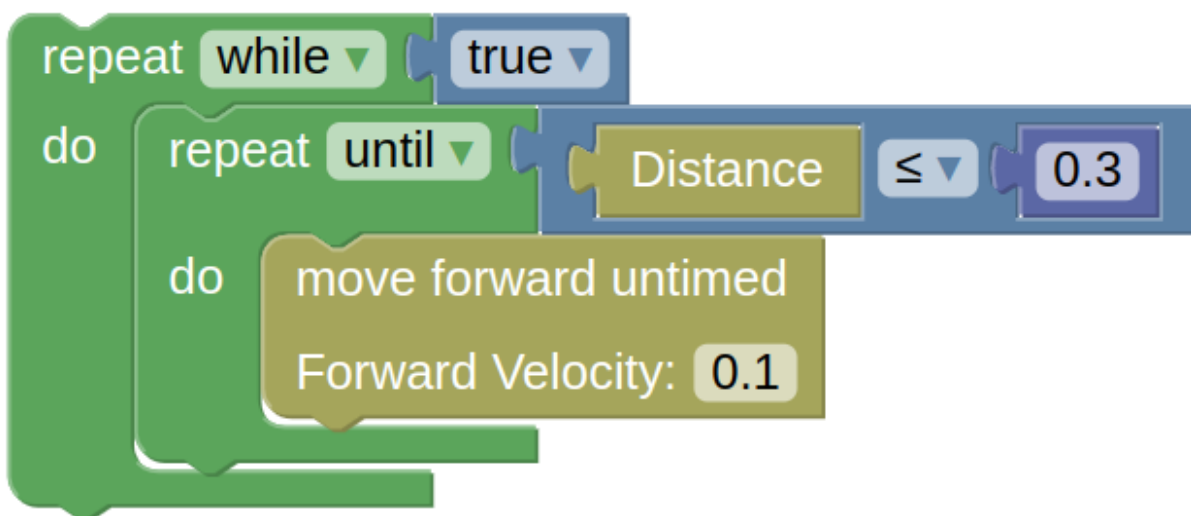 repeat while ▼ true ▼
do repeat until ▼ Distance ≤ ▼ 0.3
do move forward untimed
Forward Velocity: 0.1